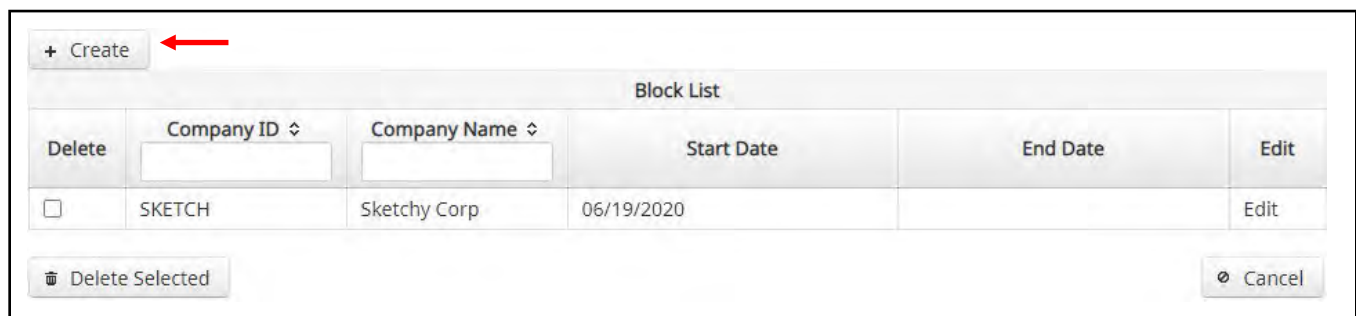 + Create
Block List
Delete Company ID Company Name Start Date End Date Edit
SKETCH Sketchy Corp 06/19/2020 Edit
Delete Selected Cancel